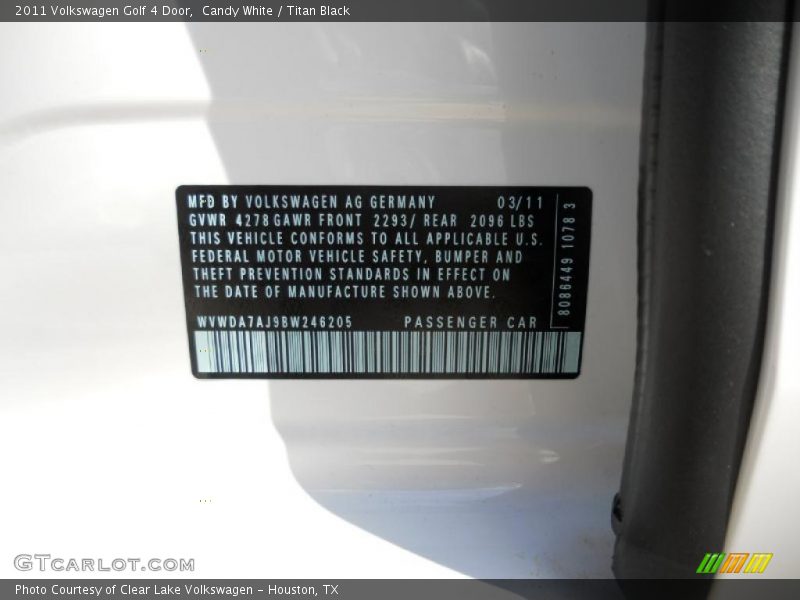 2011 Volkswagen Golf 4 Door, Candy White / Titan Black
MFD BY VOLKSWAGEN AG GERMANY 03/11
GVWR 4278 GAWR FRONT 2293/ REAR 2096 LBS
THIS VEHICLE CONFORMS TO ALL APPLICABLE U.S.
FEDERAL MOTOR VEHICLE SAFETY, BUMPER AND
THEFT PREVENTION STANDARDS IN EFFECT ON
THE DATE OF MANUFACTURE SHOWN ABOVE.
WVWDA7AJ9BW246205 PASSENGER CAR
8086449 1078 3
GTcarlot.com
Photo Courtesy of Clear Lake Volkswagen - Houston, TX